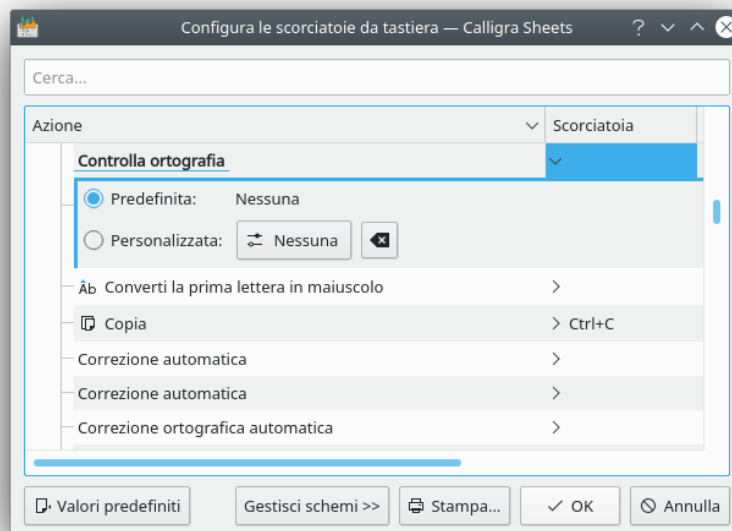 Configura le scorciatoie da tastiera — Calligra Sheets
Cerca...
Azione Scorciatoia
Controlla ortografia
Predefinita: Nessuna
Personalizzata: Nessuna
Converti la prima lettera in maiuscolo
Copia Ctrl+C
Correzione automatica
Correzione automatica
Correzione ortografica automatica
Valori predefiniti Gestisci schemi >> Stampa... OK Annulla